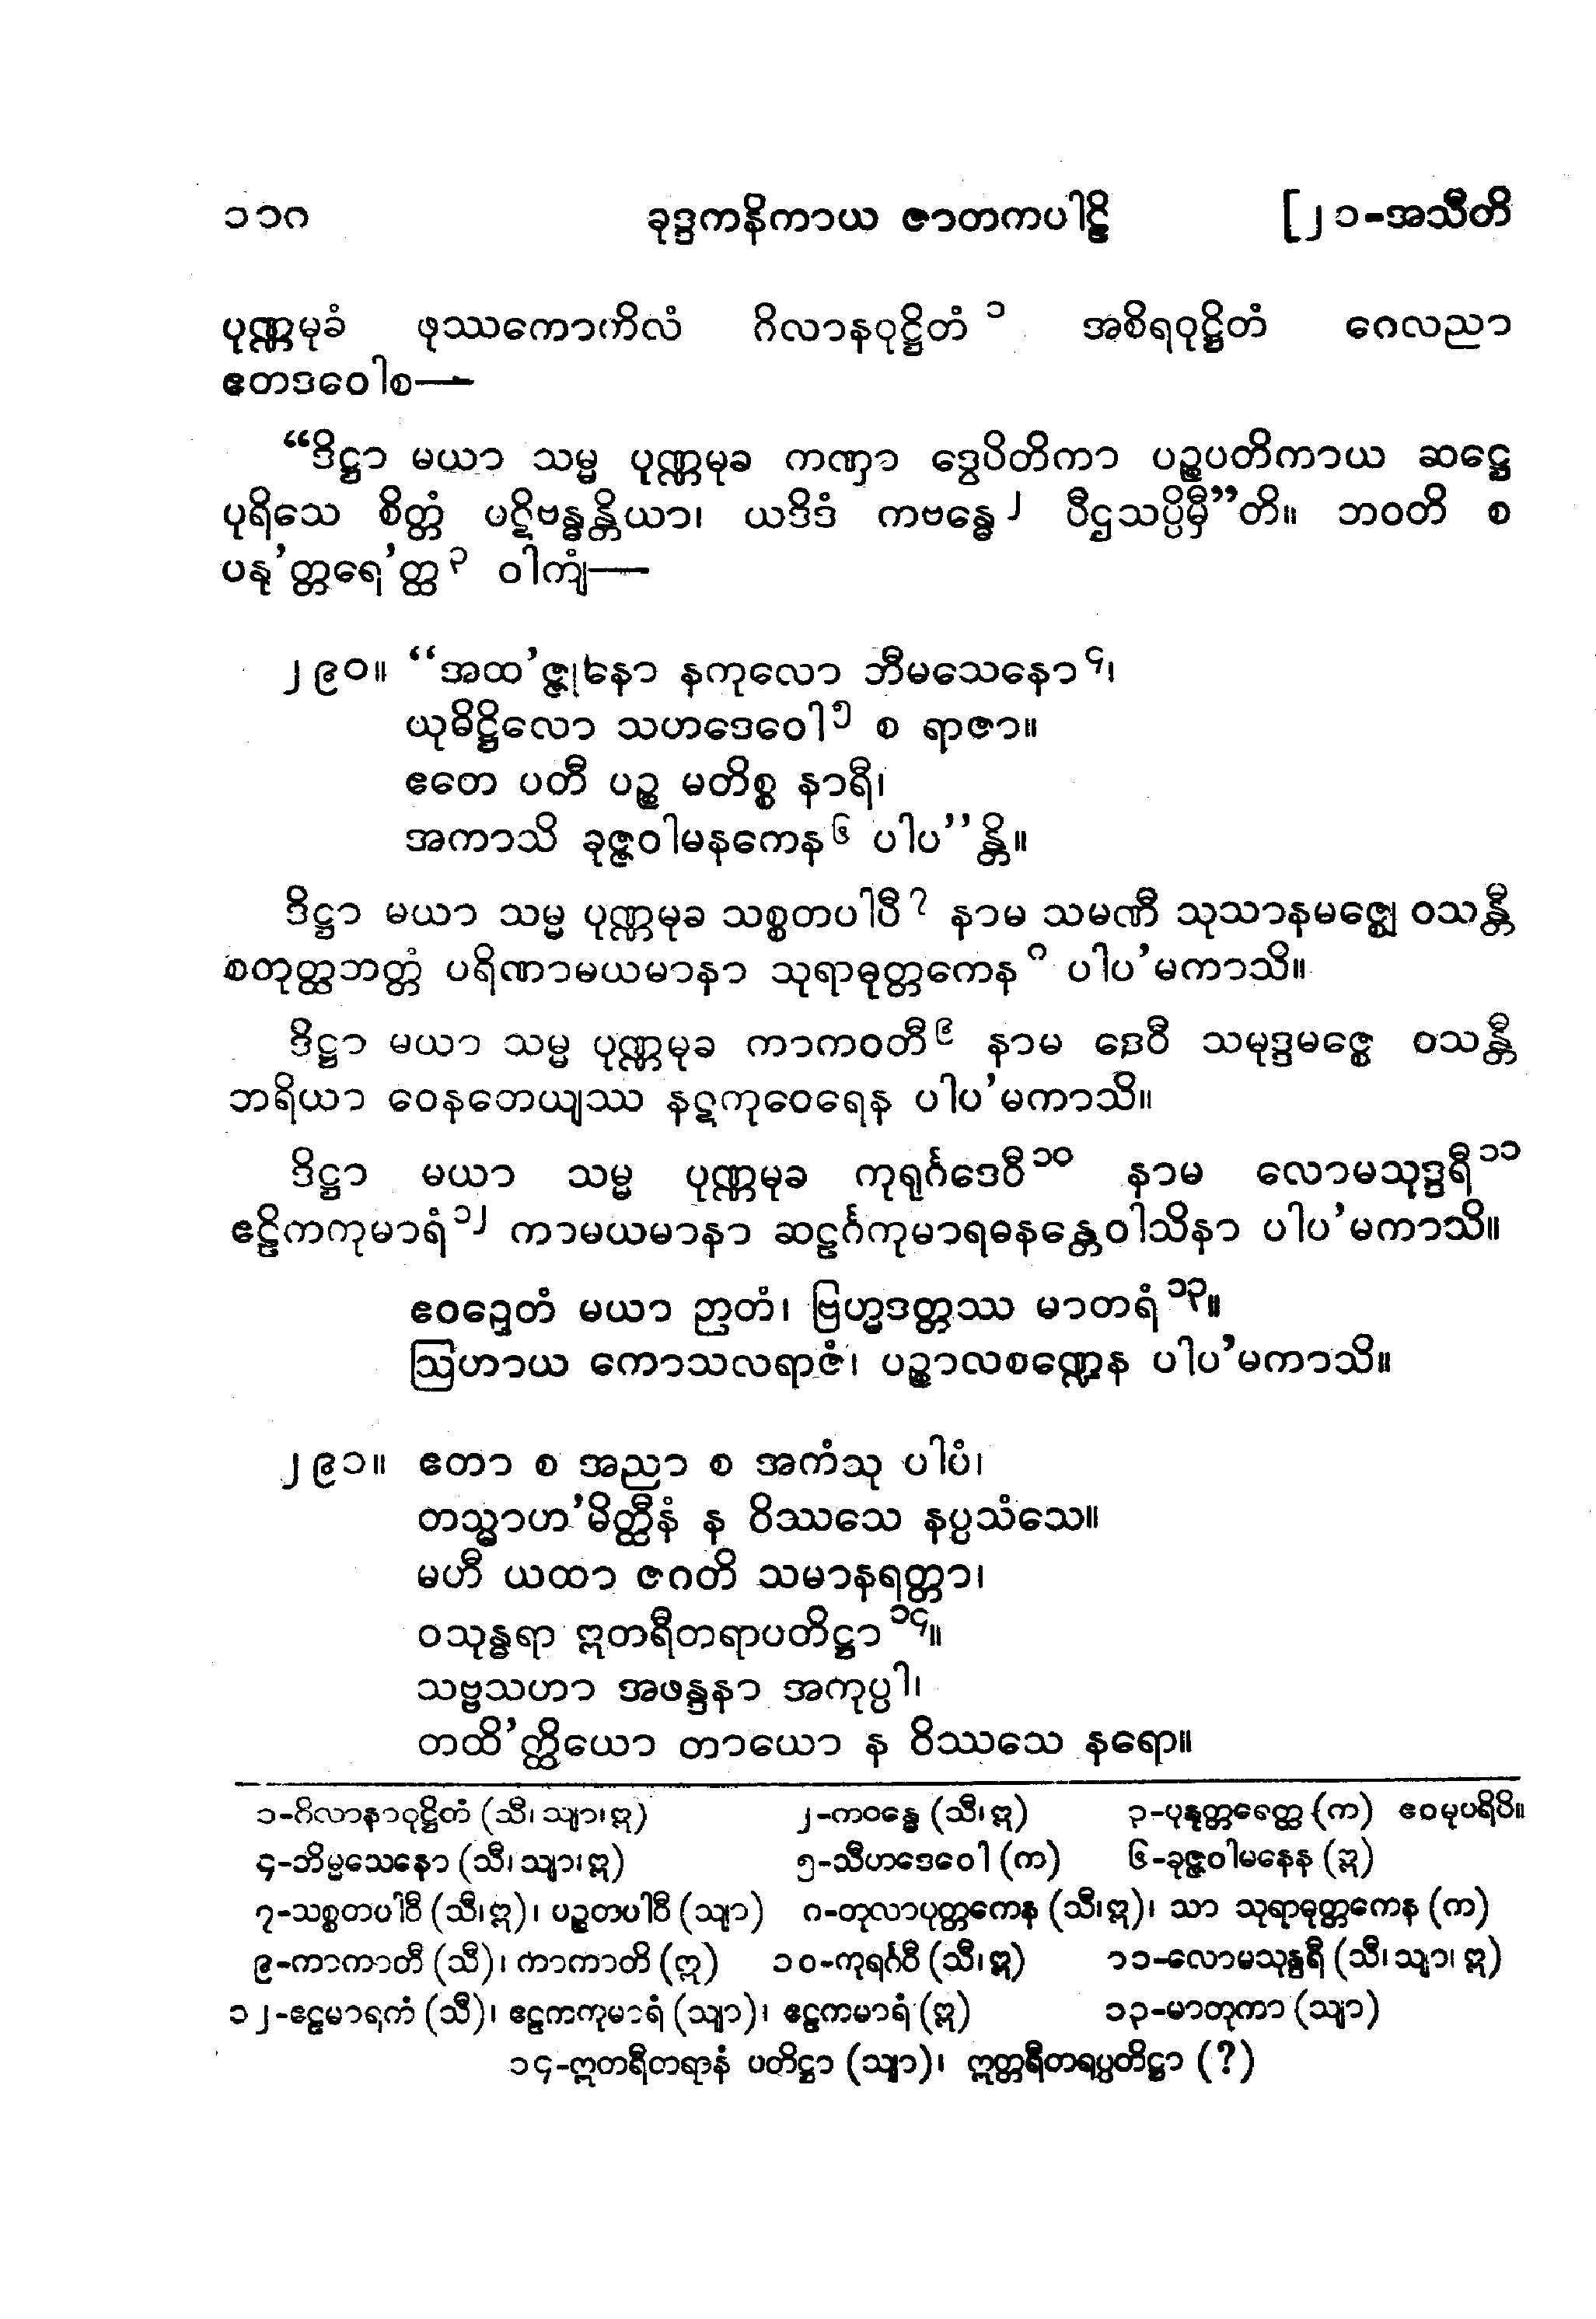 ၁၁ဂ ခုဒ္ဒကနိကာယ ဇာတကပါဠိ [၂၁-အသီတိ
ပုဏ္ဏမုခံ ဖုဿကောကိလံ ဂိလာနဝုဋ္ဌိတံ ၁ အစိရဝုဋ္ဌိတံ ဂေလညာ
ဧတဒဝေါစ—
“ဒိဋ္ဌာ မယာ သမ္မ ပုဏ္ဏမုခ ကဏှာ ဒွေပိတိကာ ပဉ္စပတိကာယ ဆဋ္ဌေ
ပုရိသေ စိတ္တံ ပဋိဗန္ဓန္တိယာ၊ ယဒိဒံ ကဗန္ဓေ၂ ပီဌသပ္ပိမှီ”တိ။ ဘဝတိ စ
ပနု’တ္တရေ’တ္ထ၃ ဝါကျံ—
၂၉၀။ “အထ’ဇ္ဇုနော နကုလော ဘီမသေနော၄၊
ယုဓိဋ္ဌိလော သဟဒေဝေါ၅ စ ရာဇာ။
ဧတေ ပတီ ပဉ္စ မတိစ္စ နာရီ၊
အကာသိ ခုဇ္ဇဝါမနကေန၆ ပါပ’’န္တိ။
ဒိဋ္ဌာ မယာ သမ္မ ပုဏ္ဏမုခ သစ္စတပါပီ၇ နာမ သမဏီ သုသာနမဇ္ဈေ ဝသန္တီ
စတုတ္ထဘတ္တံ ပရိဏာမယမာနာ သုရာဓုတ္တကေန၈ ပါပ’မကာသိ။
ဒိဋ္ဌာ မယာ သမ္မ ပုဏ္ဏမုခ ကာကဝတီ၉ နာမ ဒေဝီ သမုဒ္ဒမဇ္ဈေ ဝသန္တီ
ဘရိယာ ဝေနတေယျဿ နဋကုဝေရေန ပါပ’မကာသိ။
ဒိဋ္ဌာ မယာ သမ္မ ပုဏ္ဏမုခ ကုရုင်္ဂဒေဝီ၁၀ နာမ လောမသုဒ္ဒရီ၁၁
ဧဠိကကုမာရံ၁၂ ကာမယမာနာ ဆဠင်္ဂကုမာရဓနန္တေဝါသိနာ ပါပ’မကာသိ။
ဧဝဉှေတံ မယာ ဉာတံ၊ ဗြဟ္မဒတ္တဿ မာတရံ၁၃။
ဩဟာယ ကောသလရာဇံ၊ ပဉ္စာလစဏ္ဍေန ပါပ’မကာသိ။
၂၉၁။ ဧတာ စ အညာ စ အကံသု ပါပံ၊
တသ္မာဟ’မိတ္ထီနံ န ဝိဿသေ နပ္ပသံသေ။
မဟီ ယထာ ဇဂတိ သမာနရတ္တာ၊
ဝသုန္ဓရာ ဣတရီတရာပတိဋ္ဌာ၁၄။
သဗ္ဗသဟာ အဖန္ဒနာ အကုပ္ပါ၊
တထိ’တ္ထိယော တာယော န ဝိဿသေ နရော။
၁-ဂိလာနာဝုဋ္ဌိတံ (သီ၊ သျာ၊ဣ) ၂-ကဝန္ဓေ (သီ၊ဣ) ၃-ပုနုတ္တစေတ္ထ (က) ဧဝမုပရိပိ။
၄-ဘိမ္မသေနော (သီ၊ သျာ၊ဣ) ၅-သီဟဒေဝေါ (က) ၆-ခုဇ္ဇဝါမနေန (ဣ)
၇-သစ္စတပါဝီ (သီ၊ဣ)၊ ပဉ္စတပါဝီ (သျာ) ၈-တုလာပုတ္တကေန (သီ၊ဣ)၊ သာ သုရာဓုတ္တကေန (က)
၉-ကာကာတီ (သီ)၊ ကာကာတိ (ဣ) ၁၀-ကုရင်္ဂဝီ (သီ၊ဣ) ၁၁-လောမသုန္ဒရီ (သီ၊ သျာ၊ ဣ)
၁၂-ဧဠမာရကံ (သီ)၊ ဧဠကကုမာရံ (သျာ)၊ ဧဠကမာရံ (ဣ) ၁၃-မာတုကာ (သျာ)
၁၄-ဣတရီတရာနံ ပတိဋ္ဌာ (သျာ)၊ ဣတ္တရီတရပ္ပတိဋ္ဌာ (?)